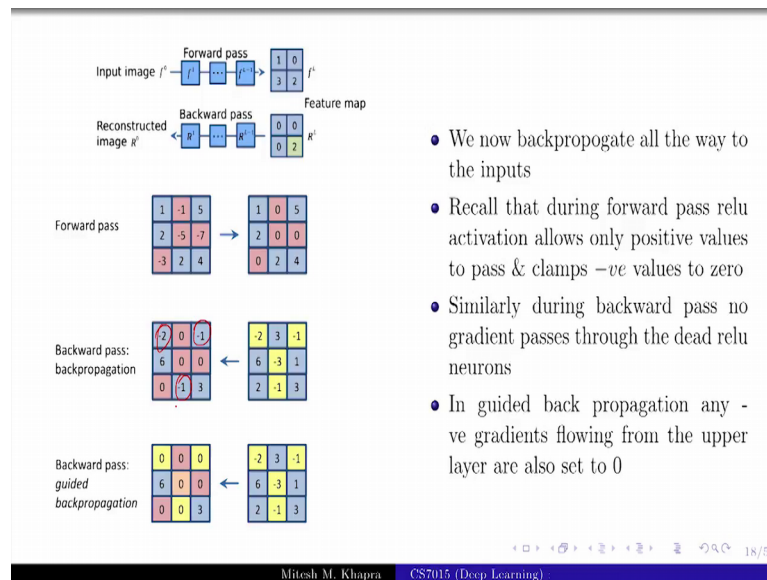 Forward pass
Input image f⁰
f¹ ... fᴸ⁻¹
1 0
3 2
fᴸ
Feature map
Backward pass
Reconstructed
image R⁰
R¹ ... Rᴸ⁻¹
0 0
0 2
Rᴸ
Forward pass
1 -1 5
2 -5 -7
-3 2 4
1 0 5
2 0 0
0 2 4
Backward pass:
backpropagation
-2 0 -1
6 0 0
0 -1 3
-2 3 -1
6 -3 1
2 -1 3
Backward pass:
guided
backpropagation
0 0 0
6 0 0
0 0 3
-2 3 -1
6 -3 1
2 -1 3
We now backpropogate all the way to
the inputs
Recall that during forward pass relu
activation allows only positive values
to pass & clamps −ve values to zero
Similarly during backward pass no
gradient passes through the dead relu
neurons
In guided back propagation any -
ve gradients flowing from the upper
layer are also set to 0
18/5
Mitesh M. Khapra
CS7015 (Deep Learning)